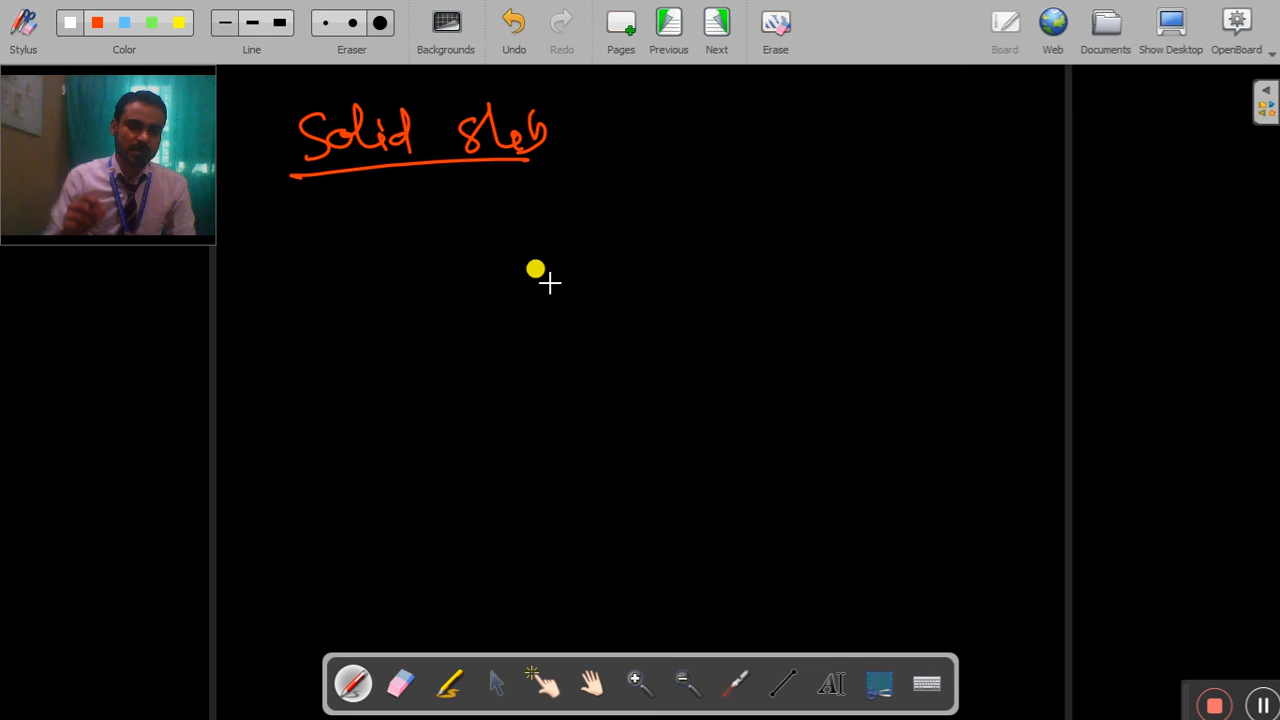 Stylus
Color
Line
Eraser
Backgrounds
Undo
Redo
Pages
Previous
Next
Erase
Board
Web
Documents
Show Desktop
OpenBoard
Solid slab
AI